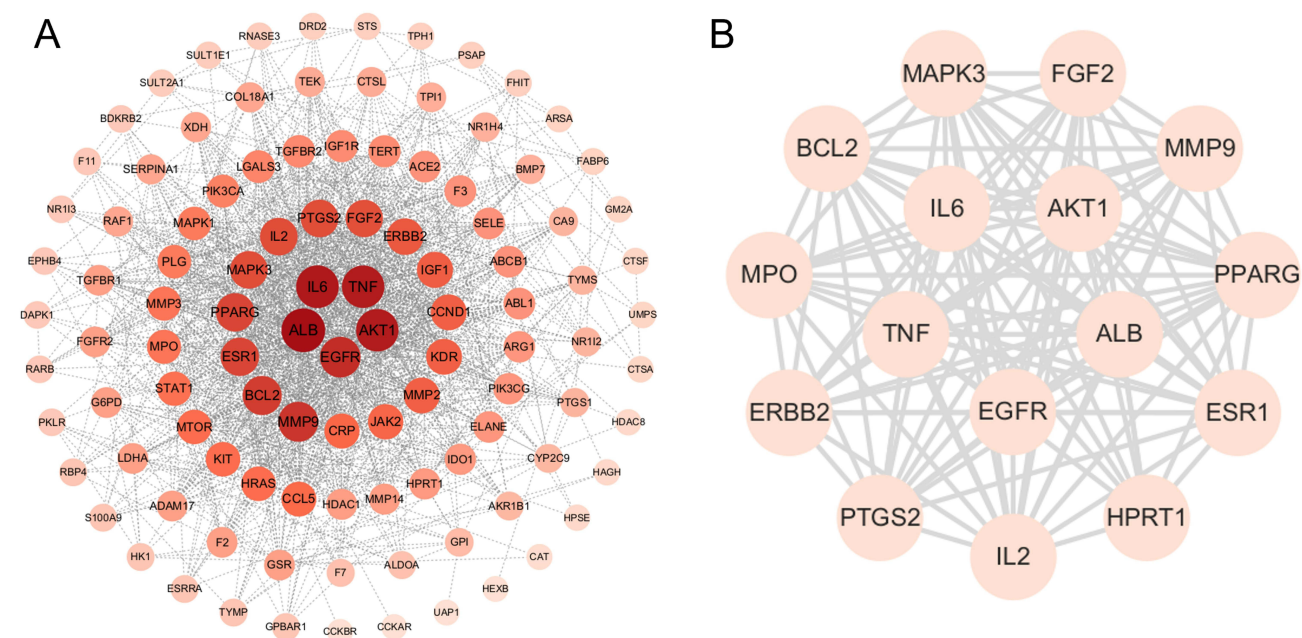 A
DRD2
STS
RNASE3
TPH1
SULT1E1
PSAP
SULT2A1
TEK
CTSL
FHIT
COL18A1
TPI1
BDKRB2
XDH
NR1H4
ARSA
F11
SERPINA1
LGALS3
TGFBR2
IGF1R
TERT
ACE2
BMP7
FABP6
PIK3CA
F3
NR1I3
RAF1
MAPK1
IL2
PTGS2
FGF2
ERBB2
SELE
CA9
GM2A
EPHB4
TGFBR1
PLG
MAPK3
IGF1
ABCB1
TYMS
CTSF
IL6
TNF
DAPK1
MMP3
PPARG
CCND1
ABL1
UMPS
ALB
AKT1
FGFR2
MPO
ESR1
EGFR
KDR
ARG1
NR1I2
RARB
CTSA
STAT1
BCL2
MMP2
PIK3CG
G6PD
PTGS1
PKLR
MTOR
MMP9
CRP
JAK2
ELANE
HDAC8
LDHA
KIT
IDO1
CYP2C9
RBP4
HAGH
HRAS
CCL5
HDAC1
MMP14
HPRT1
S100A9
ADAM17
AKR1B1
HPSE
HK1
F2
GPI
CAT
GSR
F7
ALDOA
ESRRA
HEXB
TYMP
UAP1
GPBAR1
CCKBR
CCKAR
B
MAPK3
FGF2
BCL2
MMP9
IL6
AKT1
MPO
PPARG
TNF
ALB
ERBB2
EGFR
ESR1
PTGS2
HPRT1
IL2